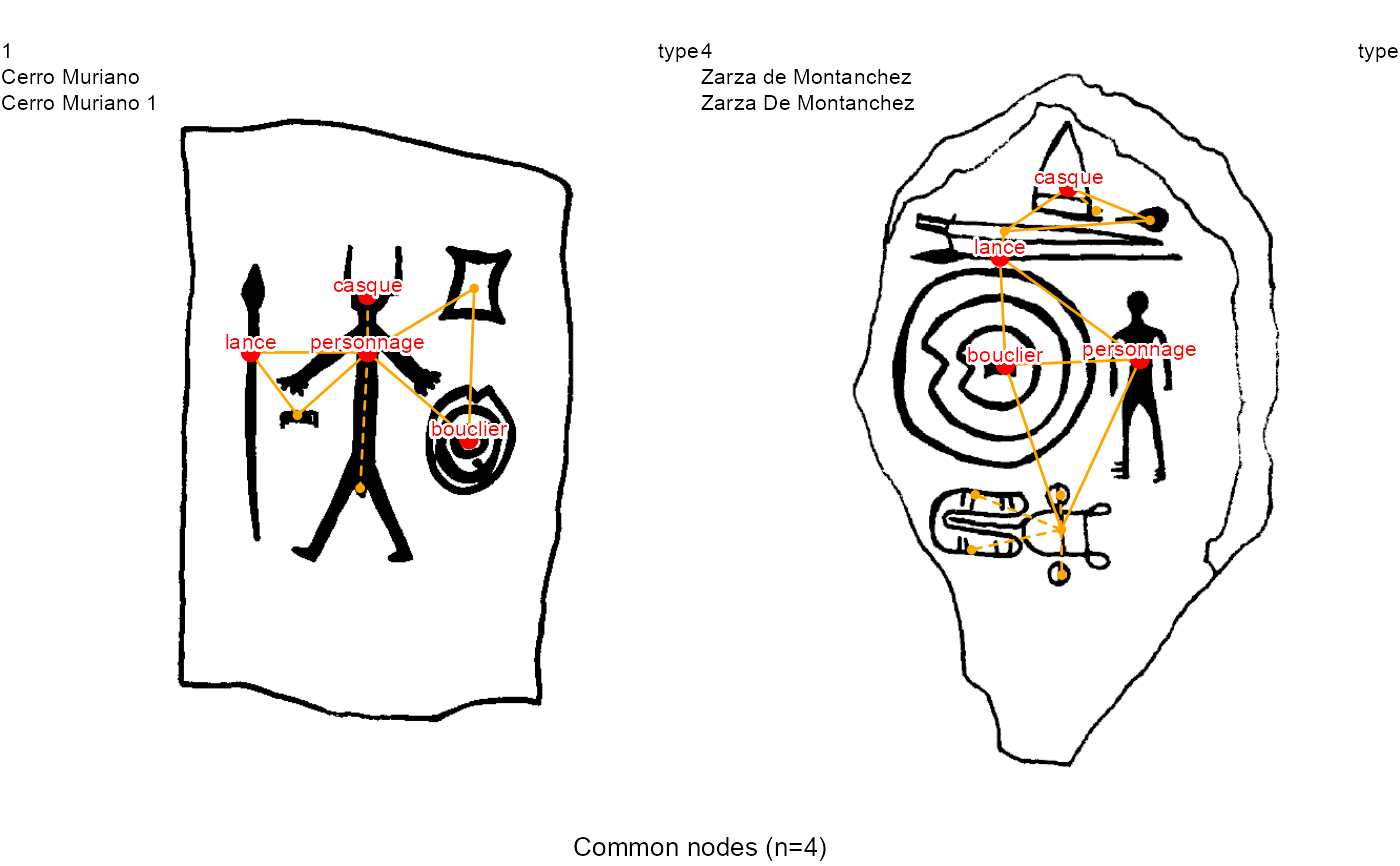 1
Cerro Muriano
Cerro Muriano 1
type
4
Zarza de Montanchez
Zarza De Montanchez
type
casque
lance
personnage
bouclier
casque
lance
bouclier
personnage
Common nodes (n=4)